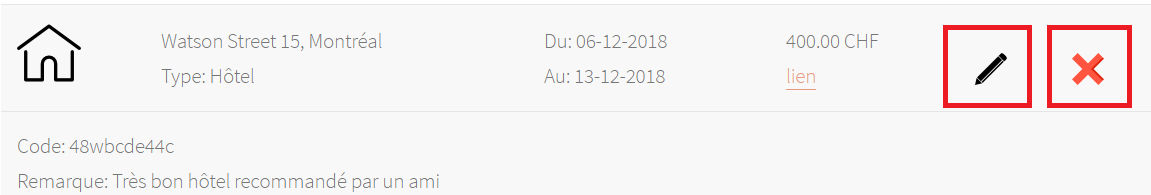 Watson Street 15, Montréal Du: 06-12-2018 400.00 CHF
Type: Hôtel Au: 13-12-2018 lien
Code: 48wbcde44c
Remarque: Très bon hôtel recommandé par un ami